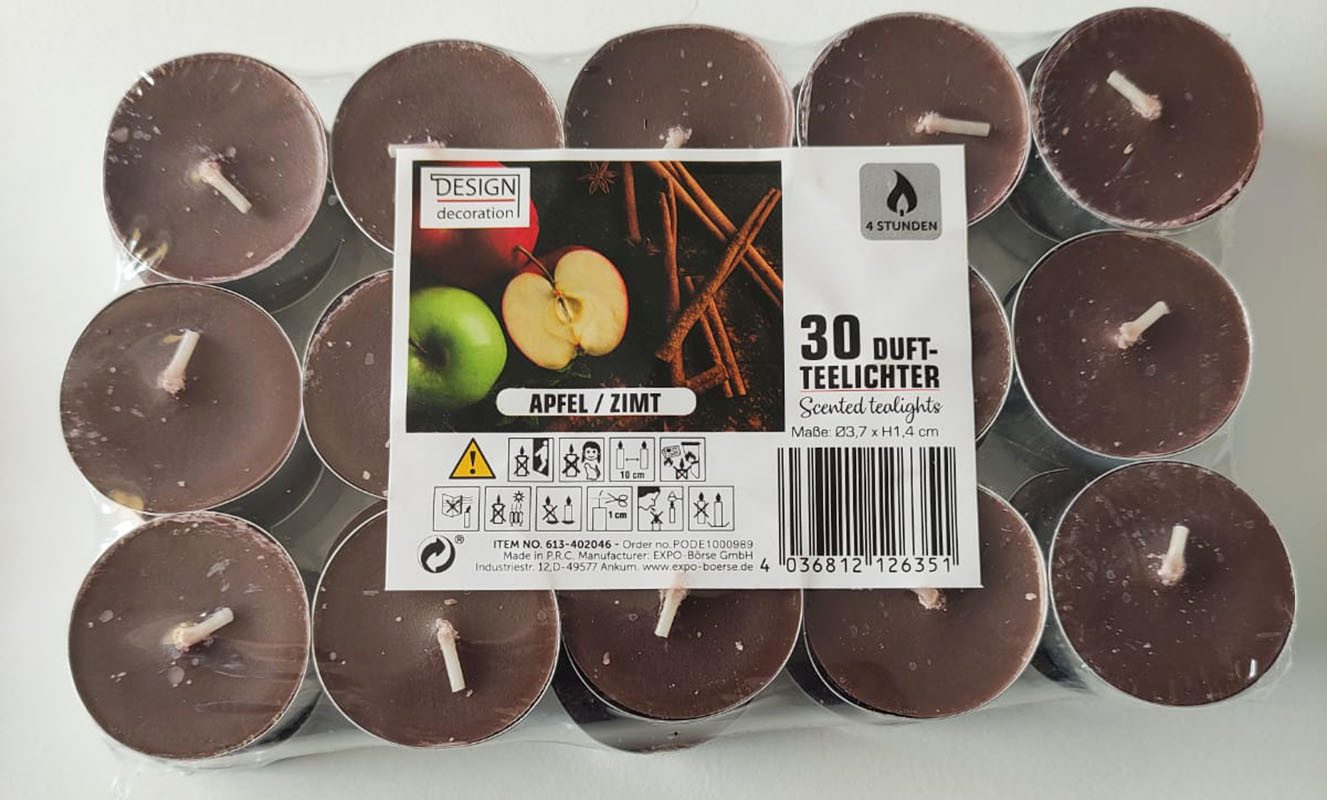 DESIGN
decoration
4 STUNDEN
30 DUFT-
TEELICHTER
Scented tealights
Maße: Ø3,7 x H1,4 cm
APFEL / ZIMT
10 cm
1 cm
®
ITEM NO. 613-402046 - Order no.PODE1000989
Made in P.R.C. Manufacturer: EXPO-Börse GmbH
Industriestr. 12,D-49577 Ankum. www.expo-boerse.de
4 036812 126351